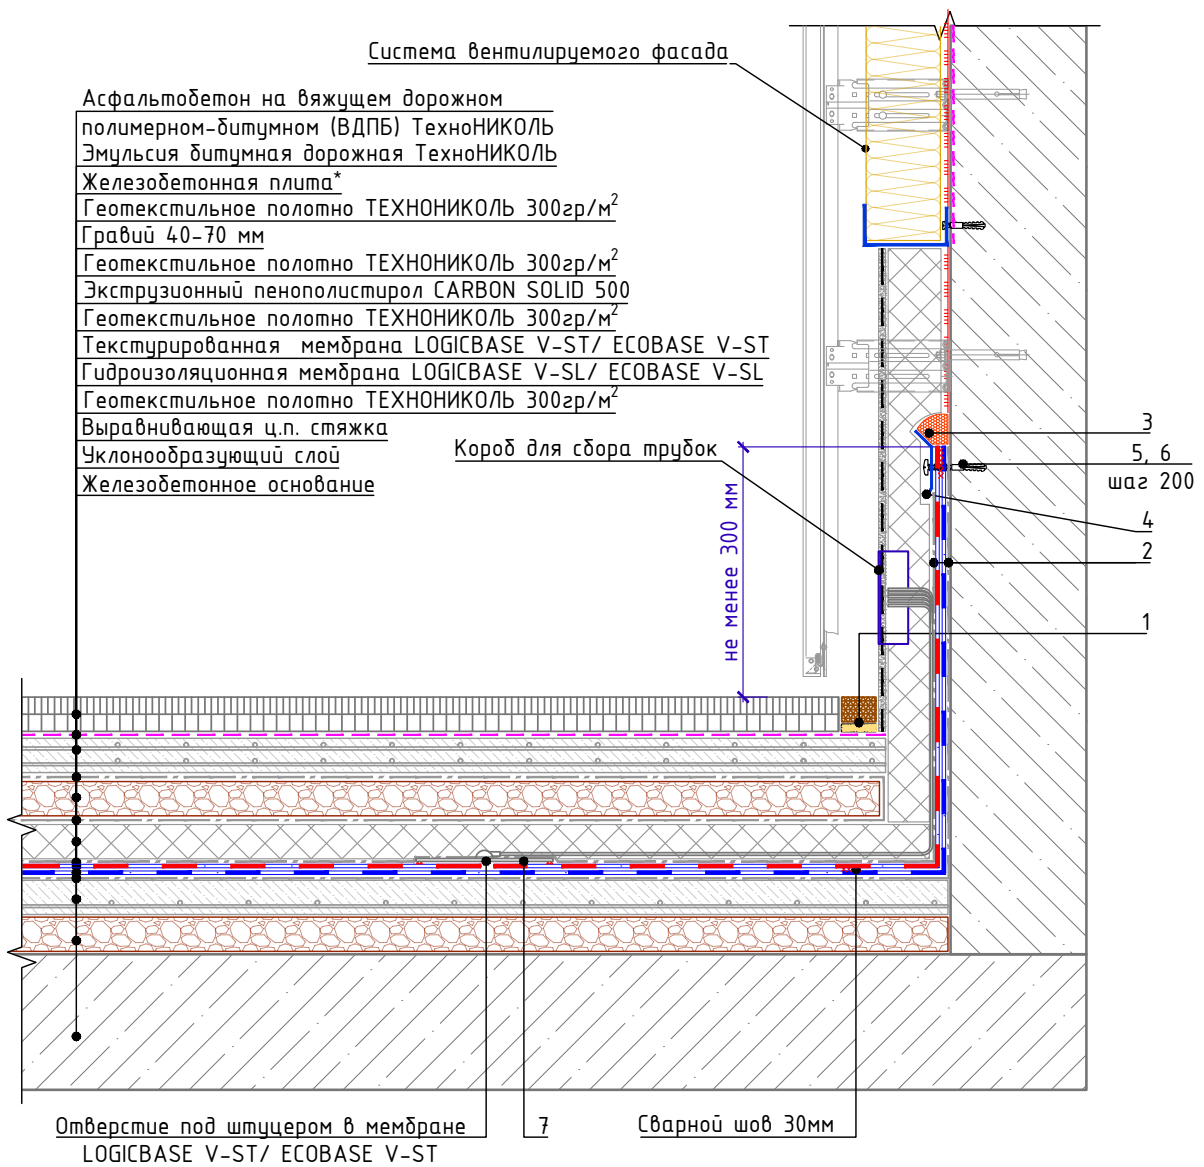 Система вентилируемого фасада
Асфальтобетон на вяжущем дорожном
полимерном-битумном (ВДПБ) ТехноНИКОЛЬ
Эмульсия битумная дорожная ТехноНИКОЛЬ
Железобетонная плита*
Геотекстильное полотно ТЕХНОНИКОЛЬ 300гр/м²
Гравий 40-70 мм
Геотекстильное полотно ТЕХНОНИКОЛЬ 300гр/м²
Экструзионный пенополистирол CARBON SOLID 500
Геотекстильное полотно ТЕХНОНИКОЛЬ 300гр/м²
Текстурированная мембрана LOGICBASE V-ST/ ECOBASE V-ST
Гидроизоляционная мембрана LOGICBASE V-SL/ ECOBASE V-SL
Геотекстильное полотно ТЕХНОНИКОЛЬ 300гр/м²
Выравнивающая ц.п. стяжка
Уклонообразующий слой
Железобетонное основание
Короб для сбора трубок
не менее 300 мм
3
5, 6
шаг 200
4
2
1
Отверстие под штуцером в мембране
LOGICBASE V-ST/ ECOBASE V-ST
7
Сварной шов 30мм